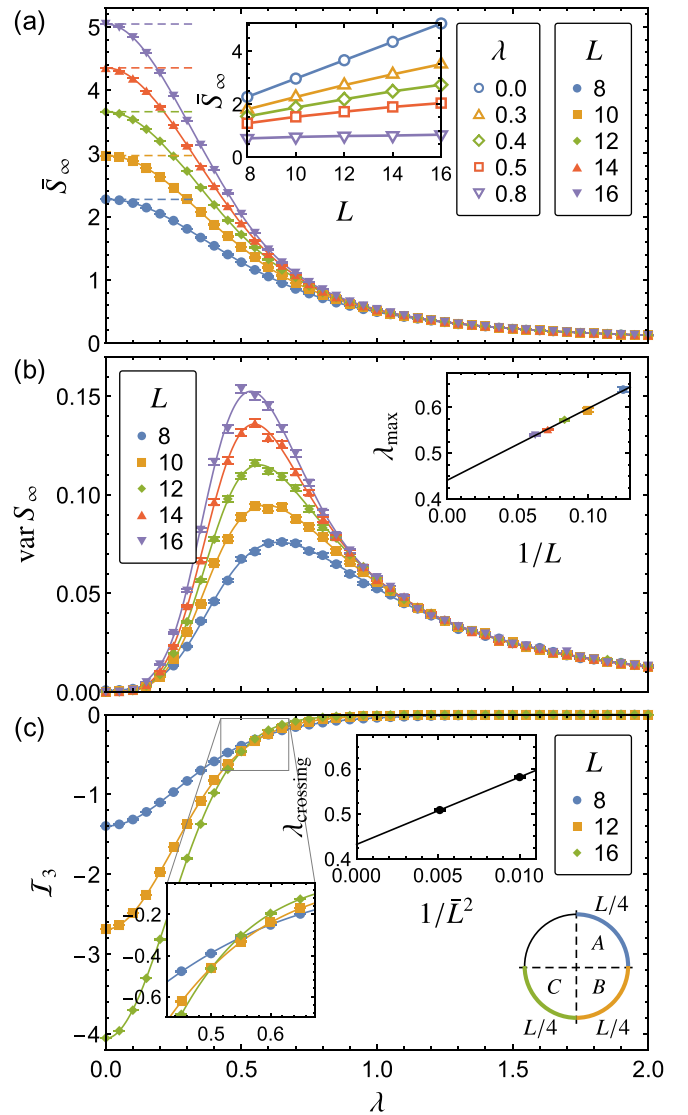 (a)
5
4
3
2
1
0
S̄∞
4
2
0
S̄∞
8 10 12 14 16
L
λ
0.0
0.3
0.4
0.5
0.8
L
8
10
12
14
16
(b)
0.15
0.10
0.05
0.00
var S∞
L
8
10
12
14
16
0.6
0.5
0.4
λmax
0.00 0.05 0.10
1/L
(c)
0
−1
−2
−3
−4
I3
0.6
0.5
0.4
λcrossing
0.000 0.005 0.010
1/L̄²
L
8
12
16
−0.2
−0.4
−0.6
0.5 0.6
L/4
A
C B
L/4 L/4
0.0 0.5 1.0 1.5 2.0
λ